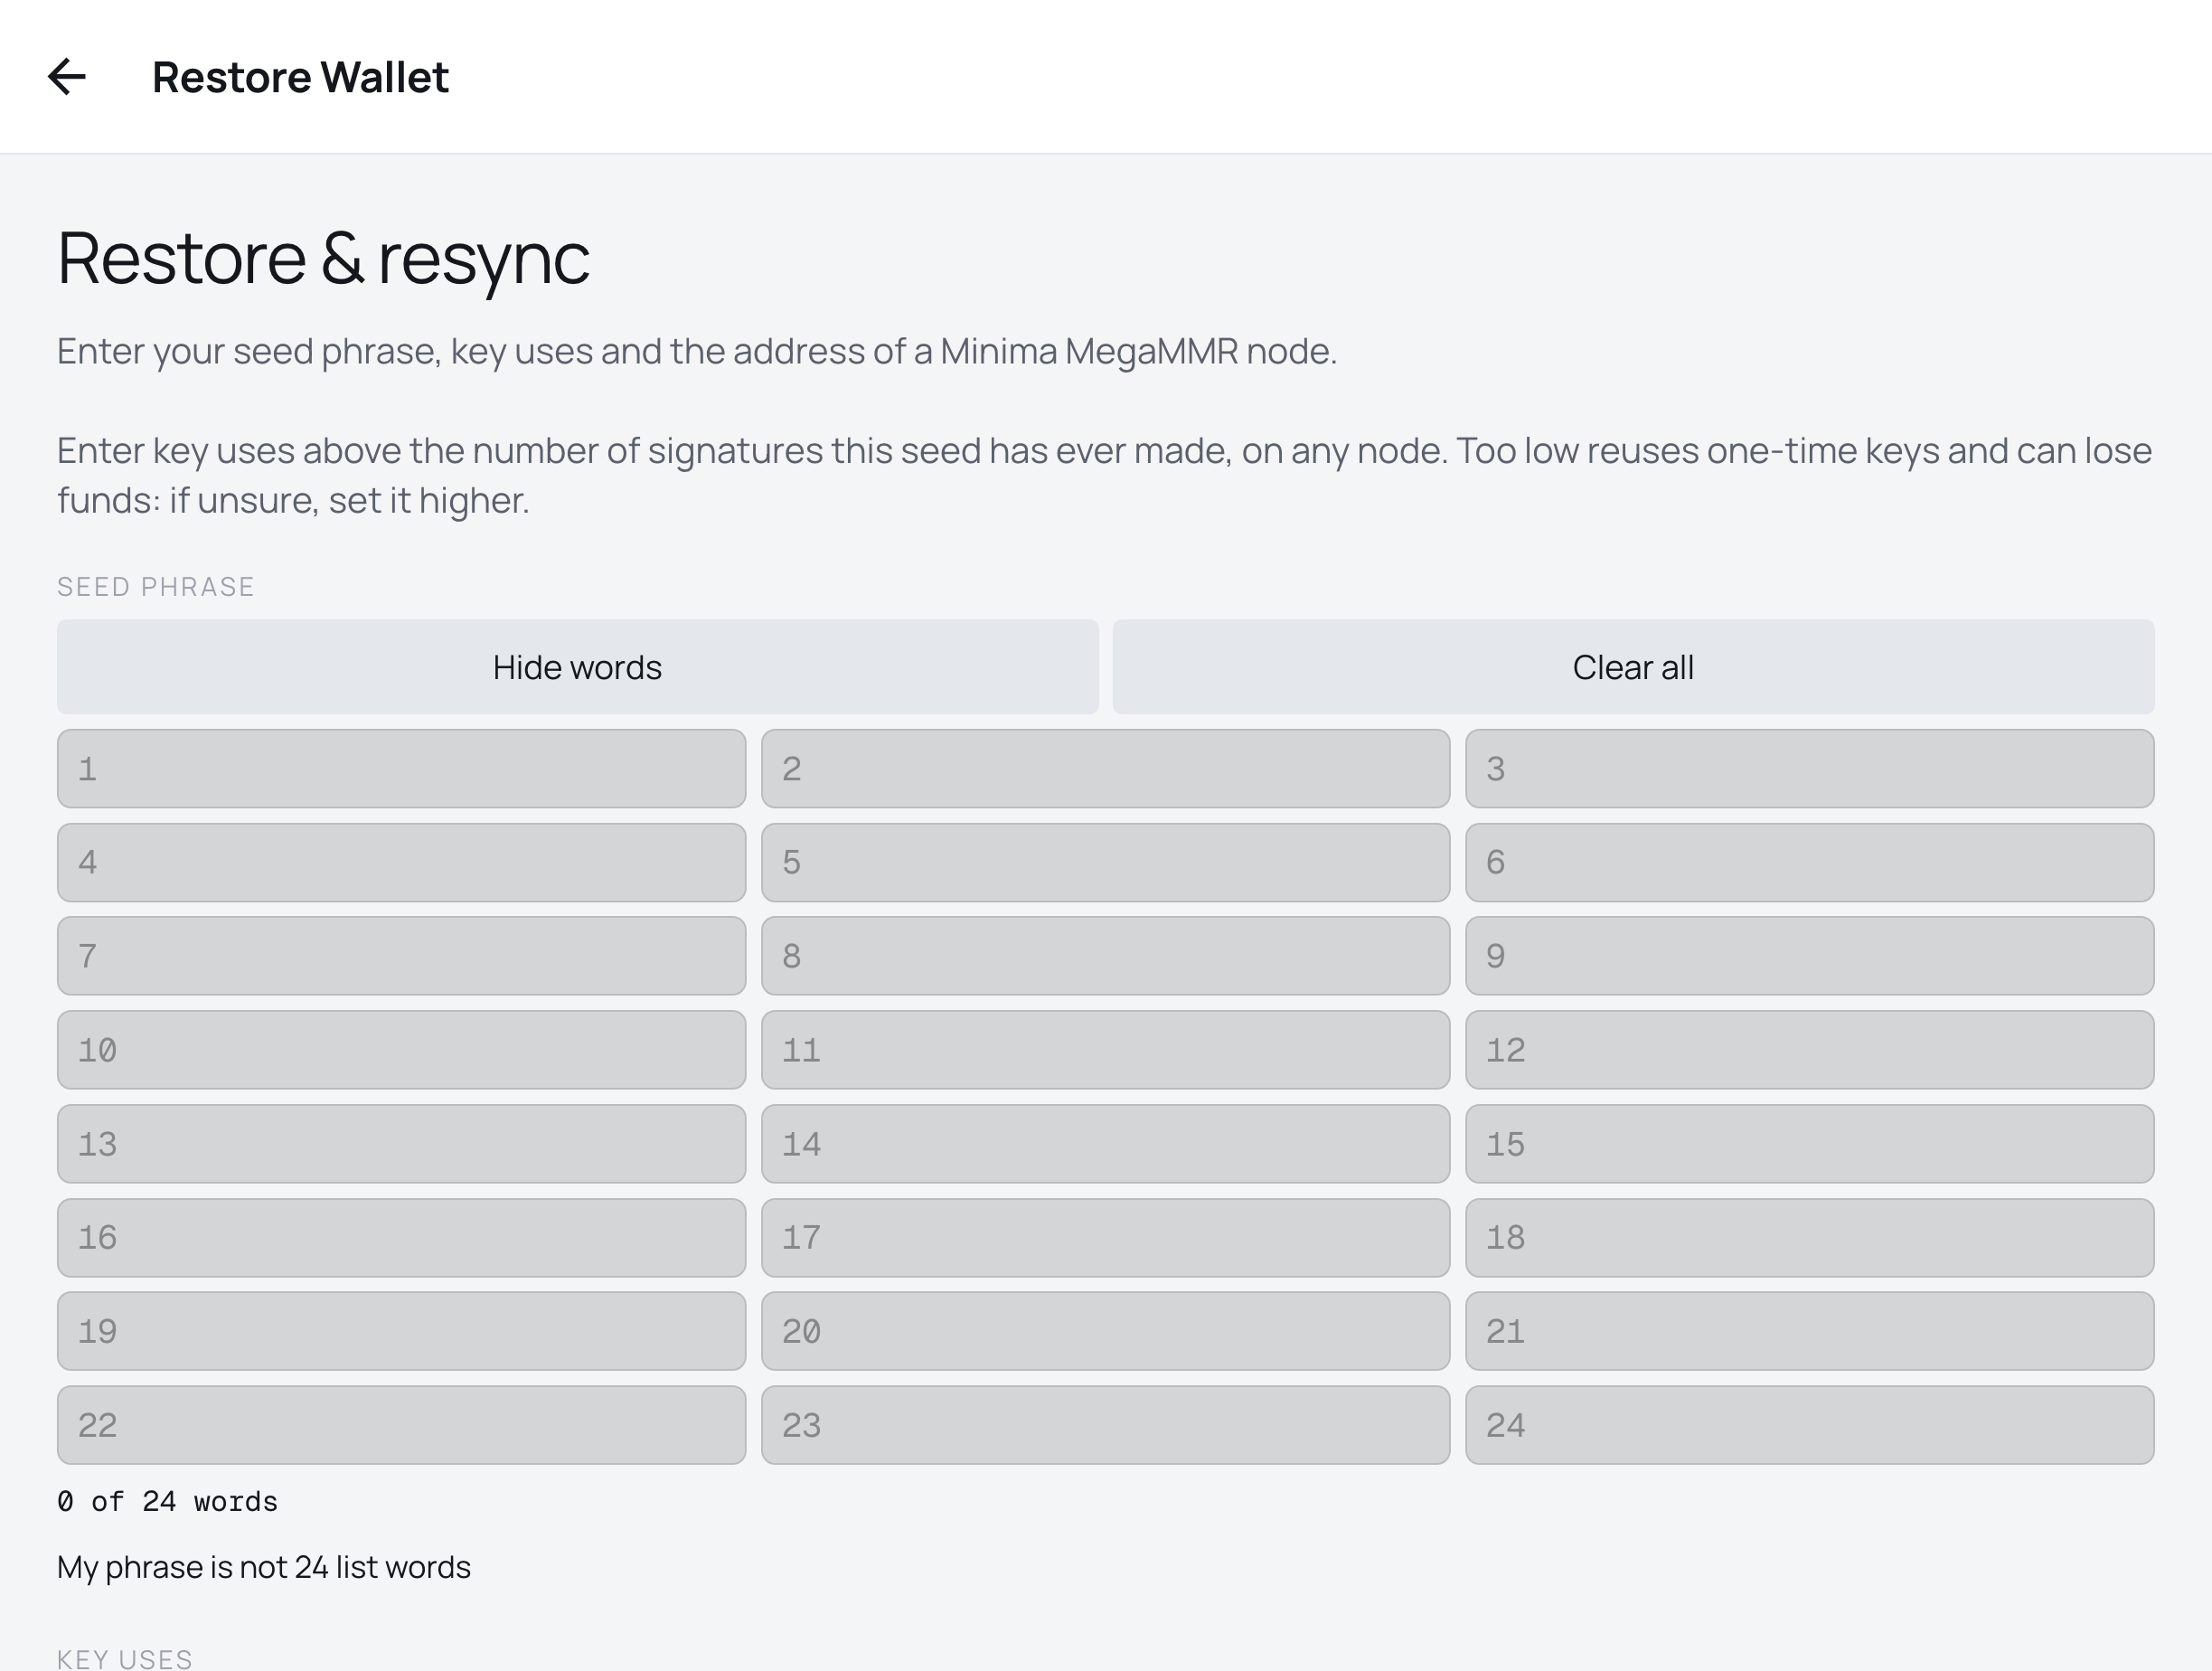 Restore Wallet
Restore & resync
Enter your seed phrase, key uses and the address of a Minima MegaMMR node.
Enter key uses above the number of signatures this seed has ever made, on any node. Too low reuses one-time keys and can lose
funds: if unsure, set it higher.
SEED PHRASE
Hide words Clear all
1 2 3
4 5 6
7 8 9
10 11 12
13 14 15
16 17 18
19 20 21
22 23 24
0 of 24 words
My phrase is not 24 list words
KEY USES